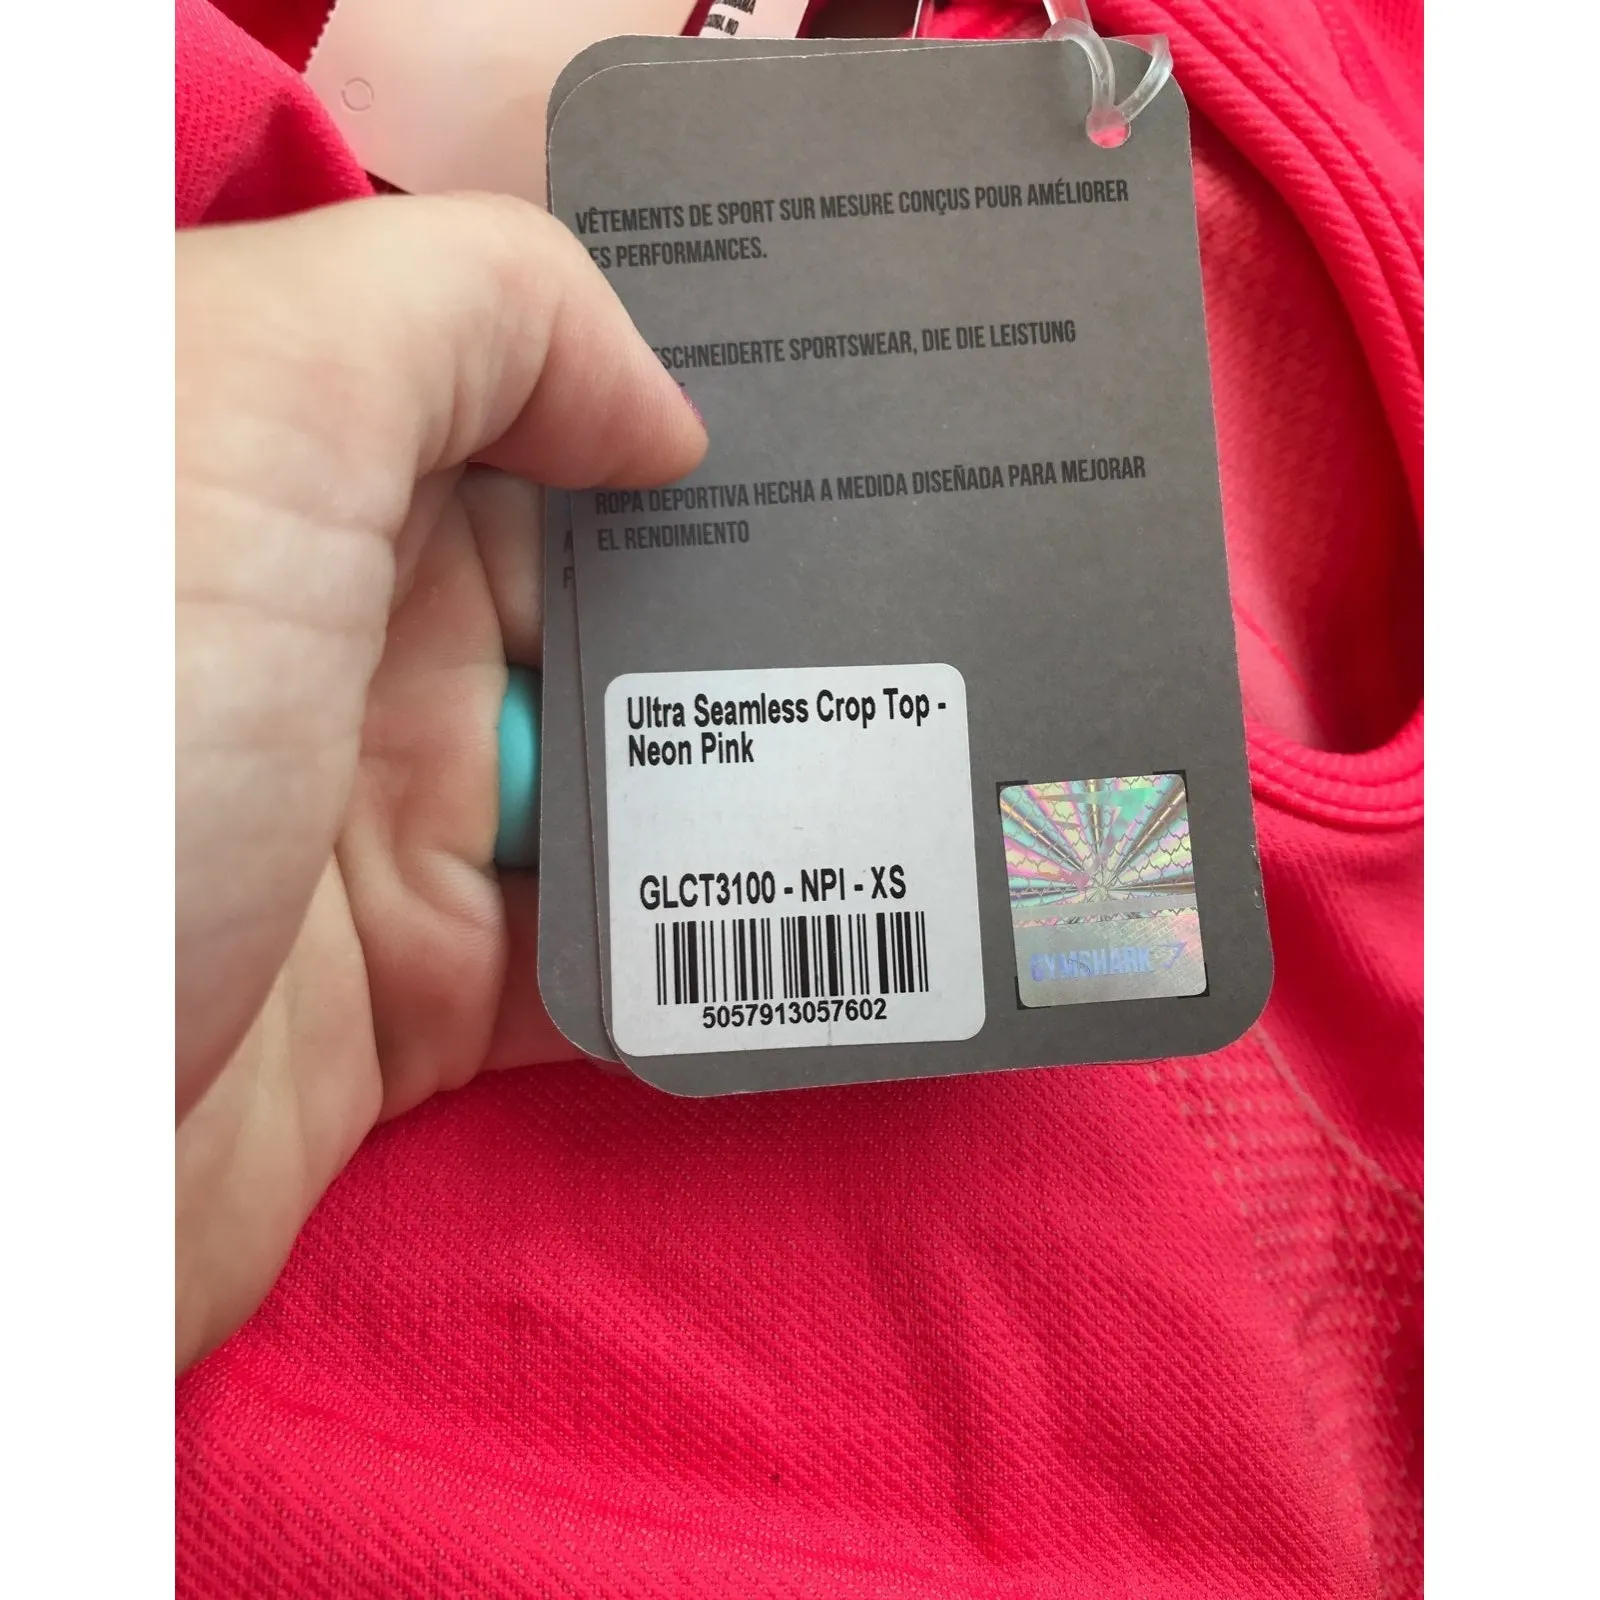 VÊTEMENTS DE SPORT SUR MESURE CONÇUS POUR AMÉLIORER
ES PERFORMANCES.
SCHNEIDERTE SPORTSWEAR, DIE DIE LEISTUNG
ROPA DEPORTIVA HECHA A MEDIDA DISEÑADA PARA MEJORAR
EL RENDIMIENTO
Ultra Seamless Crop Top -
Neon Pink
GLCT3100 - NPI - XS
5057913057602
GYMSHARK